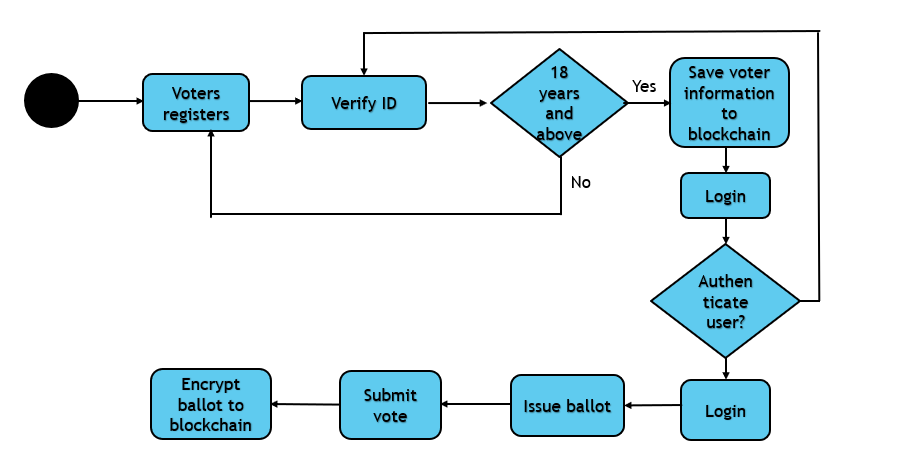 Voters
registers
Verify ID
18
years
and
above
Yes
No
Save voter
information
to
blockchain
Login
Authen
ticate
user?
Login
Issue ballot
Submit
vote
Encrypt
ballot to
blockchain